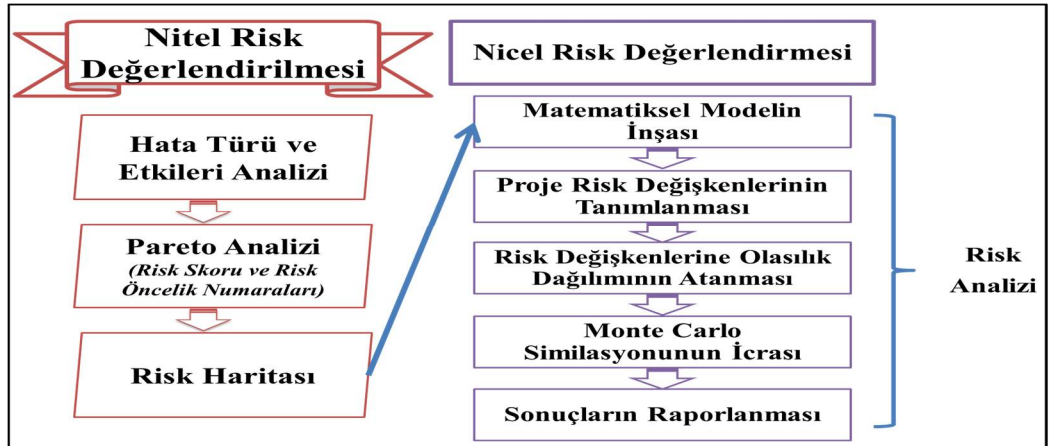 Nitel Risk
Değerlendirilmesi
Hata Türü ve
Etkileri Analizi
Pareto Analizi
(Risk Skoru ve Risk
Öncelik Numaraları)
Risk Haritası
Nicel Risk Değerlendirmesi
Matematiksel Modelin
İnşası
Proje Risk Değişkenlerinin
Tanımlanması
Risk Değişkenlerine Olasılık
Dağılımının Atanması
Monte Carlo
Similasyonunun İcrası
Sonuçların Raporlanması
Risk
Analizi